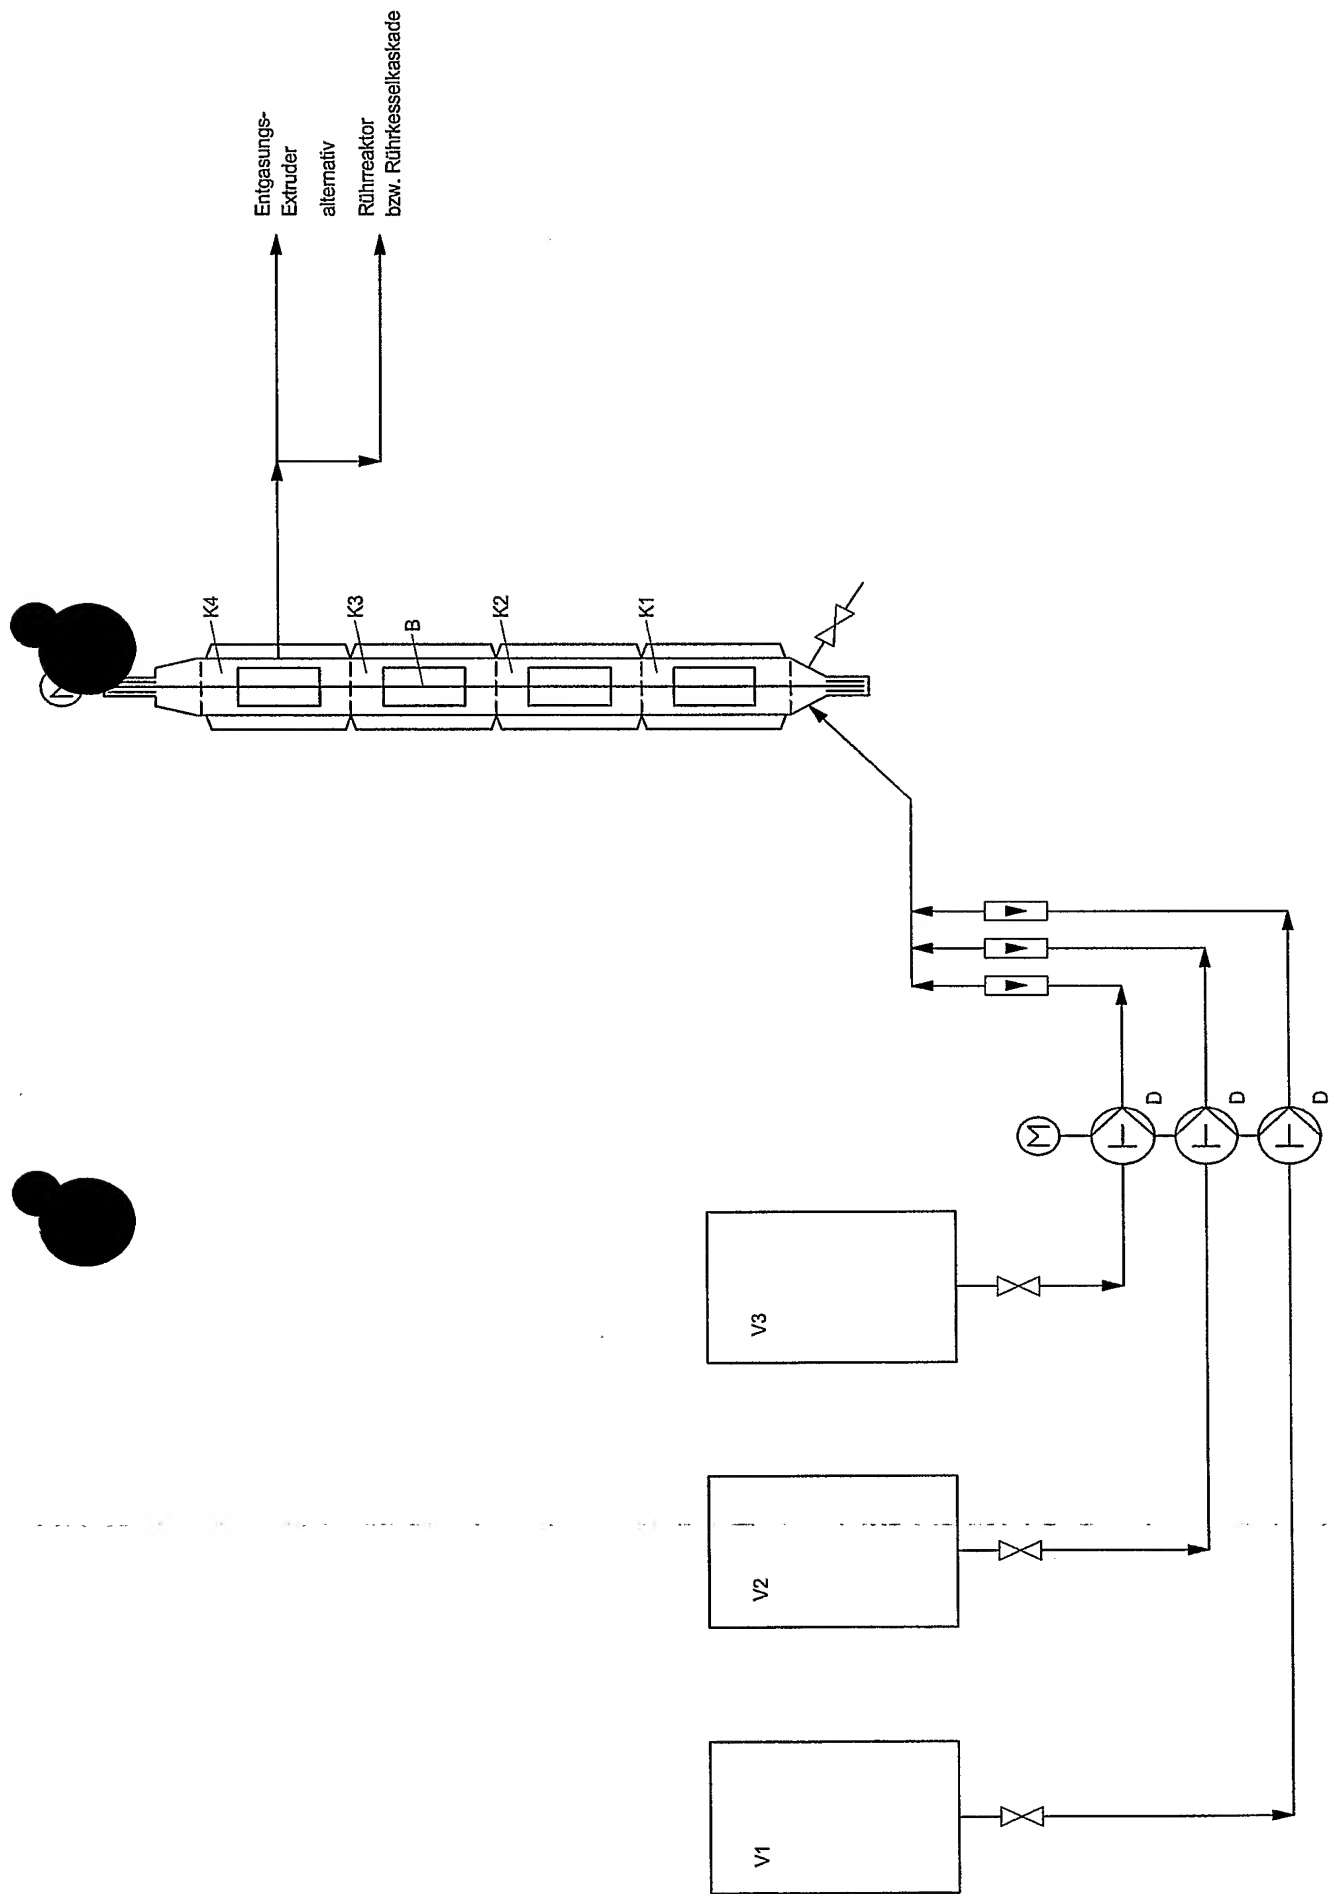 K4
Entgasungs-
Extruder
alternativ
Rührreaktor
bzw. Rührkesselkaskade
K3
B
K2
K1
V1
V2
V3
M
D
D
D